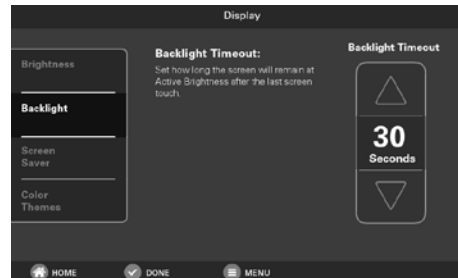 Display
Brightness
Backlight
Screen
Saver
Color
Themes
Backlight Timeout:
Set how long the screen will remain at
Active Brightness after the last screen
touch.
Backlight Timeout
30
Seconds
HOME
DONE
MENU